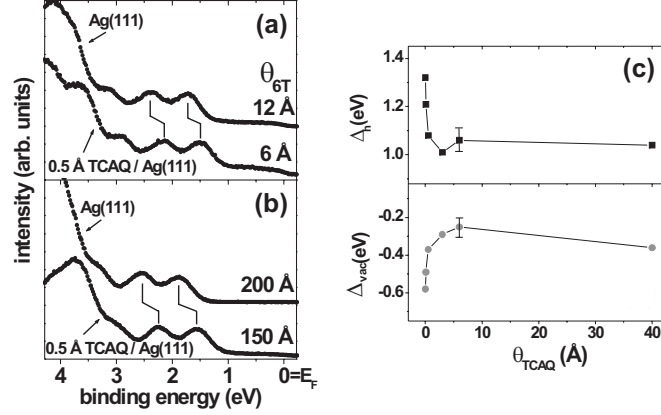 (a)
Ag(111)
θ6T
12 Å
6 Å
0.5 Å TCAQ / Ag(111)
(b)
Ag(111)
200 Å
150 Å
0.5 Å TCAQ / Ag(111)
intensity (arb. units)
4 3 2 1 0=EF
binding energy (eV)
(c)
1.4
1.2
1.0
Δh(eV)
-0.2
-0.4
-0.6
Δvac(eV)
0 10 20 30 40
θTCAQ (Å)